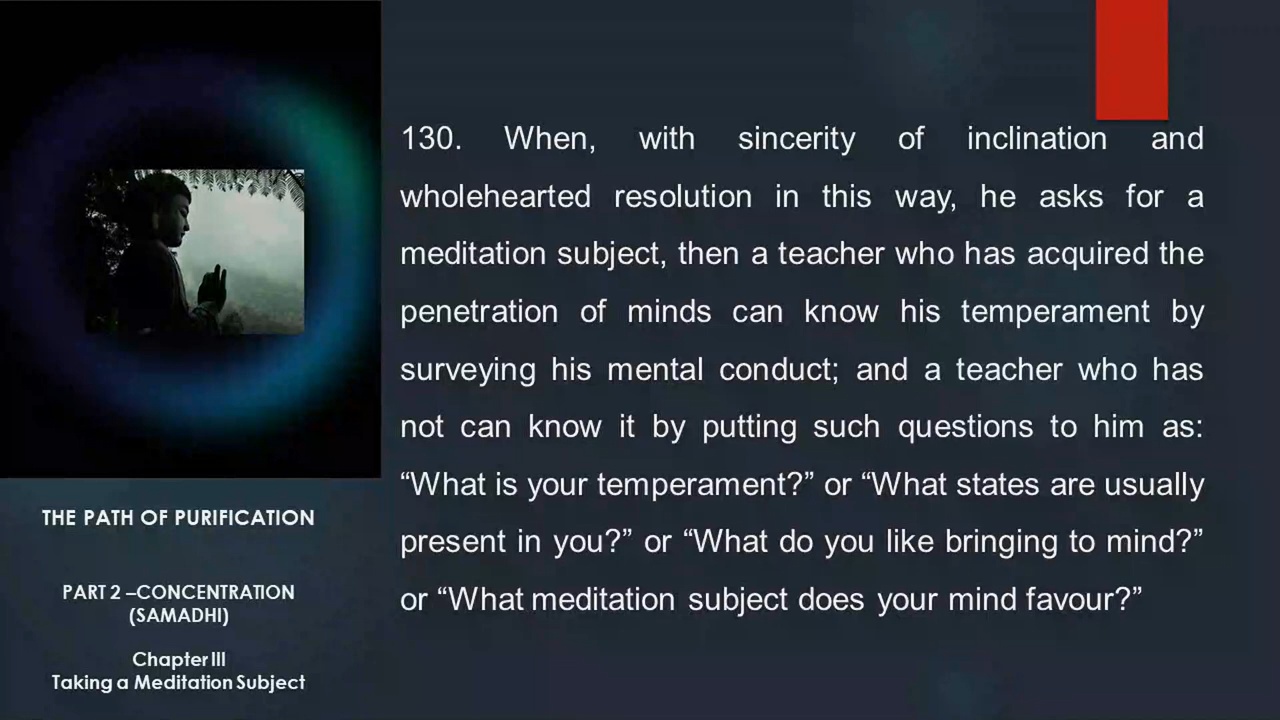 130. When, with sincerity of inclination and
wholehearted resolution in this way, he asks for a
meditation subject, then a teacher who has acquired the
penetration of minds can know his temperament by
surveying his mental conduct; and a teacher who has
not can know it by putting such questions to him as:
“What is your temperament?” or “What states are usually
present in you?” or “What do you like bringing to mind?”
or “What meditation subject does your mind favour?”
THE PATH OF PURIFICATION
PART 2 –CONCENTRATION
(SAMADHI)
Chapter III
Taking a Meditation Subject